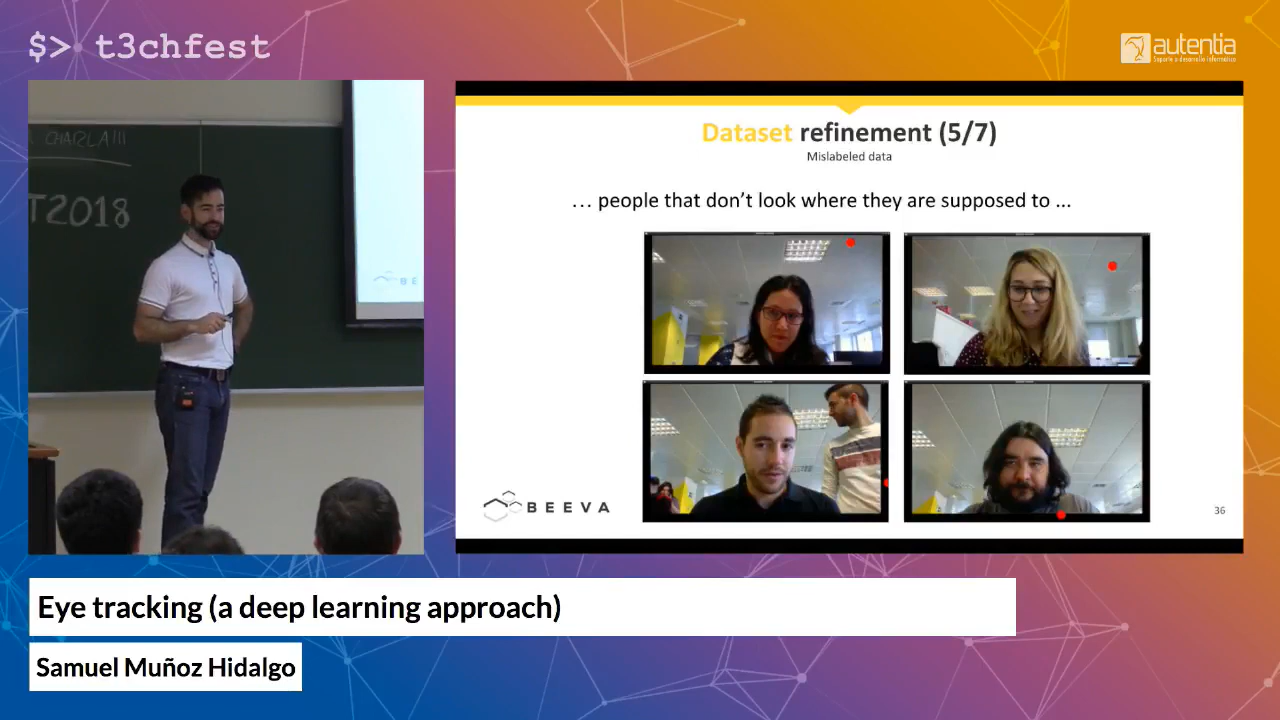 $> t3chfest
autentia
Soporte a desarrollo informático
CHARLA!!!
T2018
BEE
Dataset refinement (5/7)
Mislabeled data
... people that don't look where they are supposed to ...
BEEVA
36
Eye tracking (a deep learning approach)
Samuel Muñoz Hidalgo